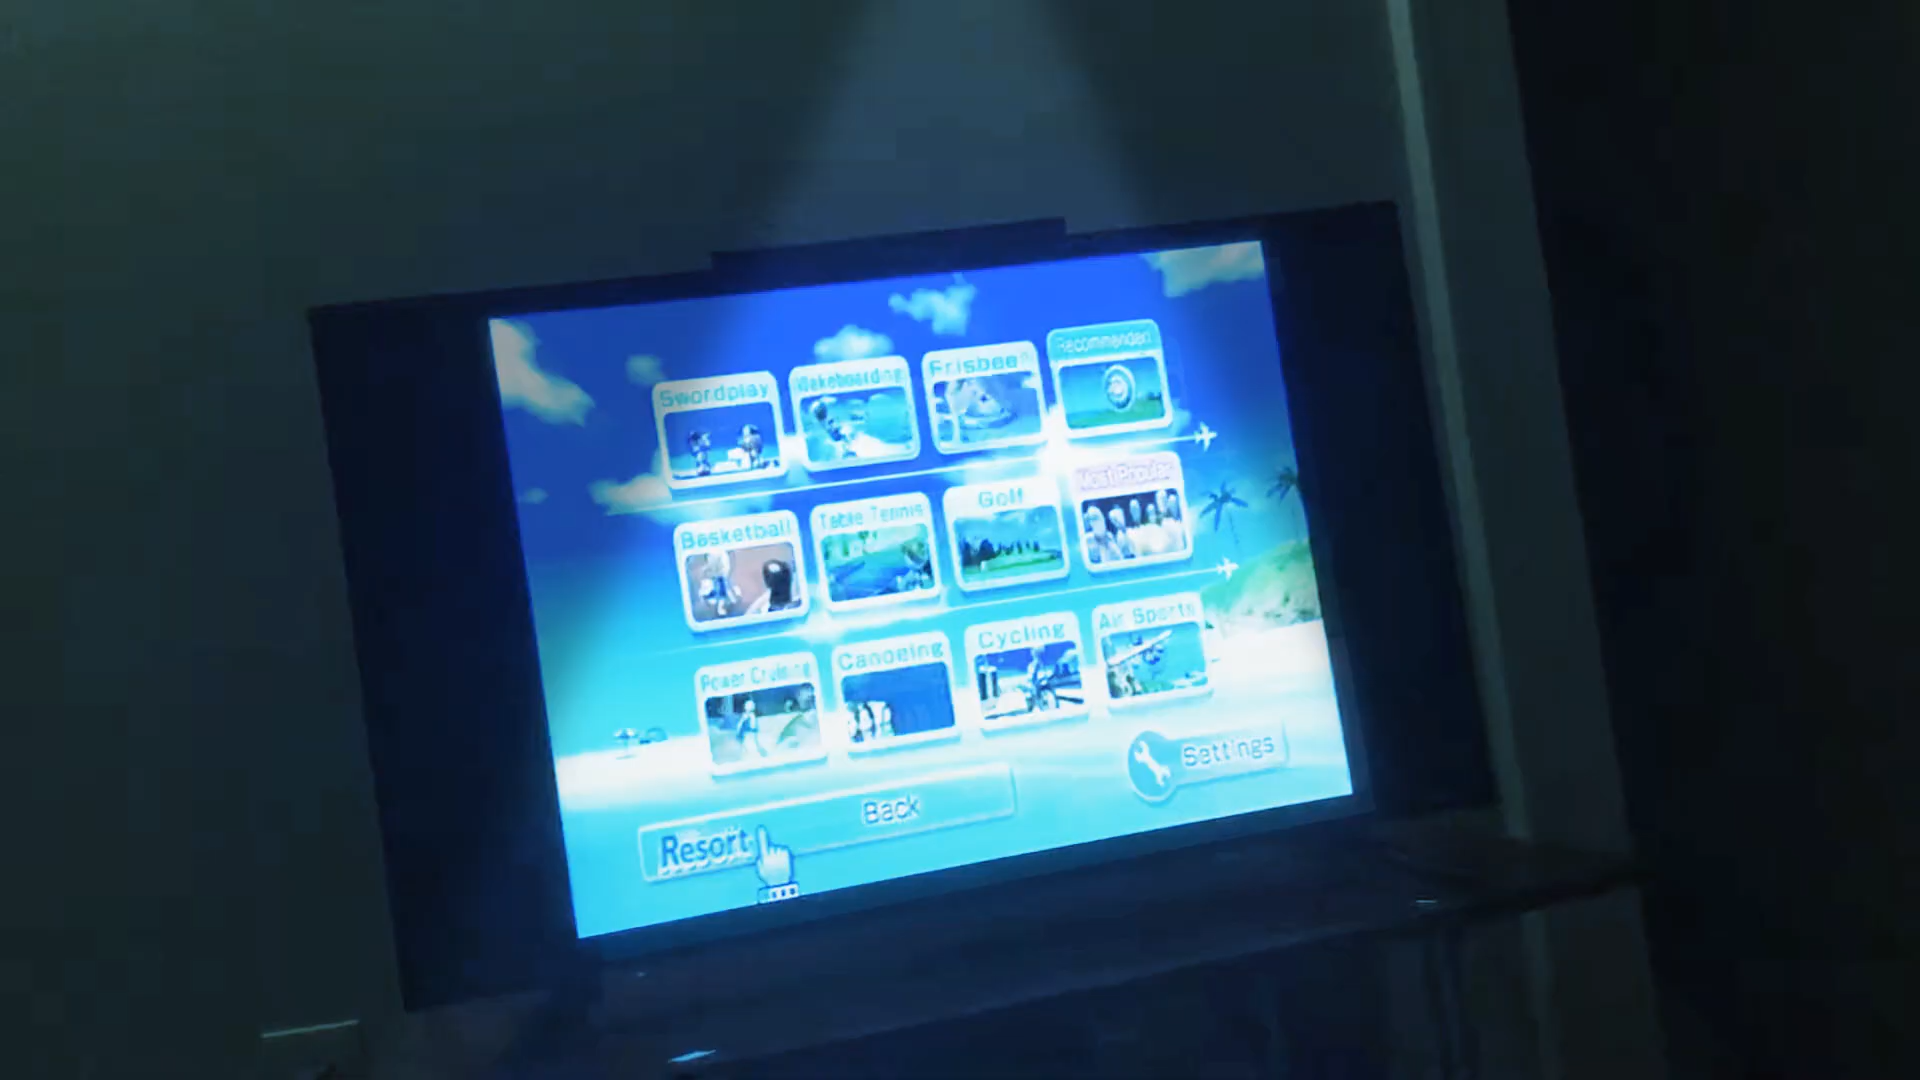 Swordplay
Wakeboarding
Frisbee
Recommended
Basketball
Table Tennis
Golf
Most Popular
Power Cruising
Canoeing
Cycling
Air Sports
Settings
Back
Resort